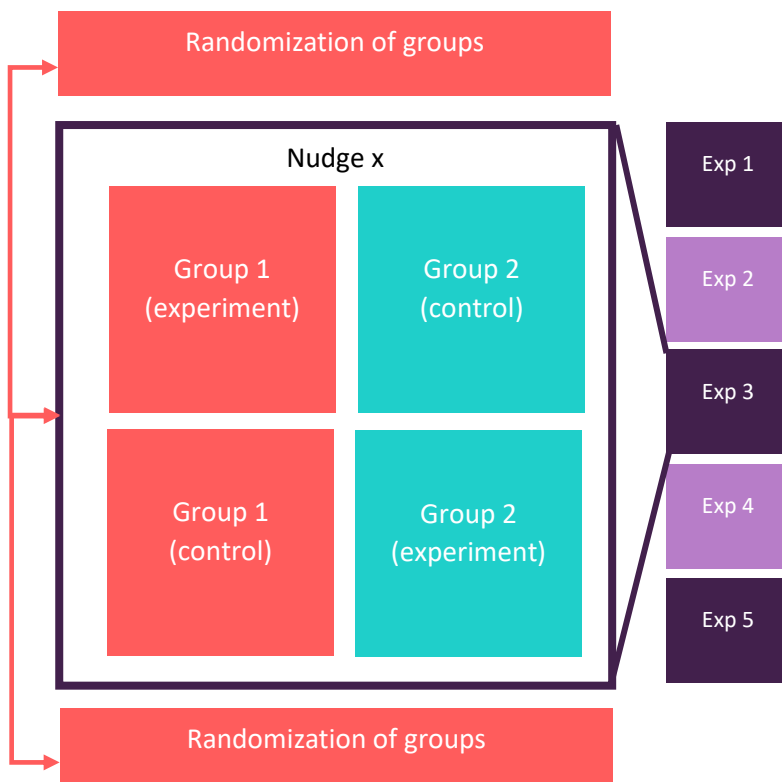 Randomization of groups
Nudge x
Group 1
(experiment)
Group 2
(control)
Group 1
(control)
Group 2
(experiment)
Randomization of groups
Exp 1
Exp 2
Exp 3
Exp 4
Exp 5